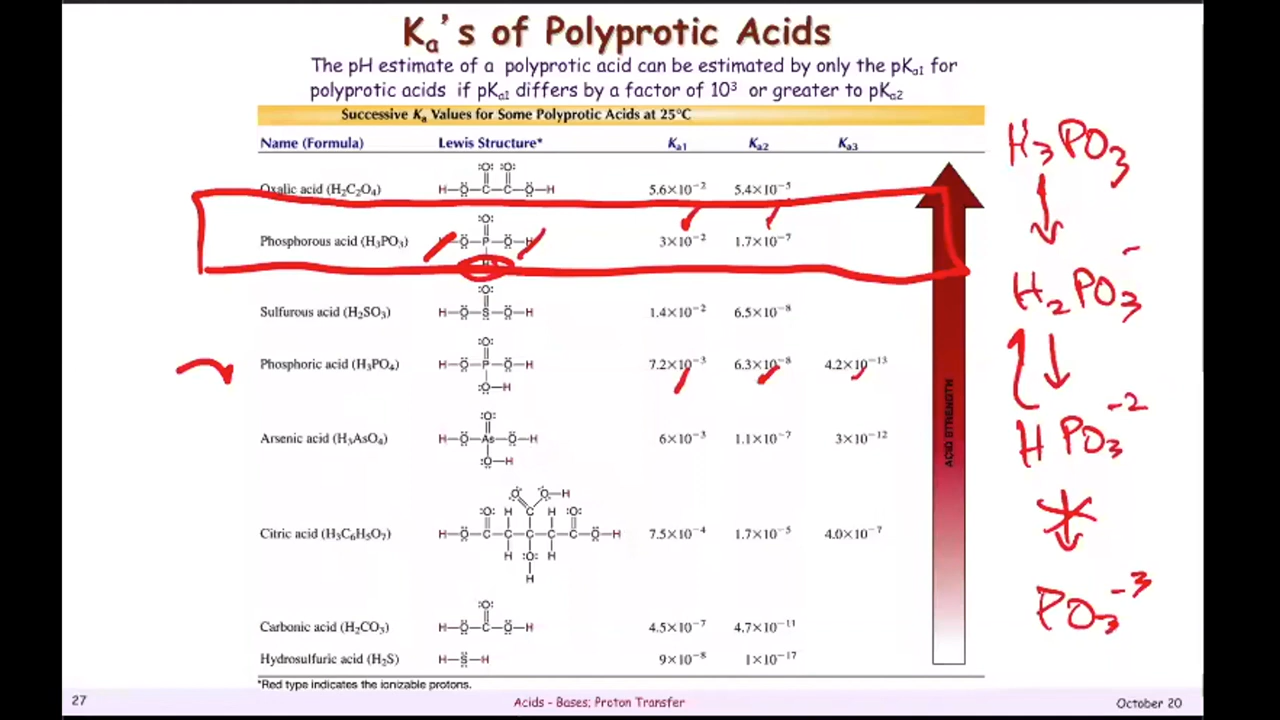 Kₐ's of Polyprotic Acids
The pH estimate of a polyprotic acid can be estimated by only the pKₐ₁ for
polyprotic acids if pKₐ₁ differs by a factor of 10³ or greater to pKₐ₂
Successive Kₐ Values for Some Polyprotic Acids at 25°C
Name (Formula) Lewis Structure* Kₐ₁ Kₐ₂ Kₐ₃
Oxalic acid (H₂C₂O₄) 5.6×10⁻² 5.4×10⁻⁵
Phosphorous acid (H₃PO₃) 3×10⁻² 1.7×10⁻⁷
Sulfurous acid (H₂SO₃) 1.4×10⁻² 6.5×10⁻⁸
Phosphoric acid (H₃PO₄) 7.2×10⁻³ 6.3×10⁻⁸ 4.2×10⁻¹³
Arsenic acid (H₃AsO₄) 6×10⁻³ 1.1×10⁻⁷ 3×10⁻¹²
Citric acid (H₃C₆H₅O₇) 7.5×10⁻⁴ 1.7×10⁻⁵ 4.0×10⁻⁷
Carbonic acid (H₂CO₃) 4.5×10⁻⁷ 4.7×10⁻¹¹
Hydrosulfuric acid (H₂S) 9×10⁻⁸ 1×10⁻¹⁷
*Red type indicates the ionizable protons.
ACID STRENGTH
H₃PO₃
H₂PO₃⁻
HPO₃⁻²
PO₃⁻³
27 Acids - Bases; Proton Transfer October 20